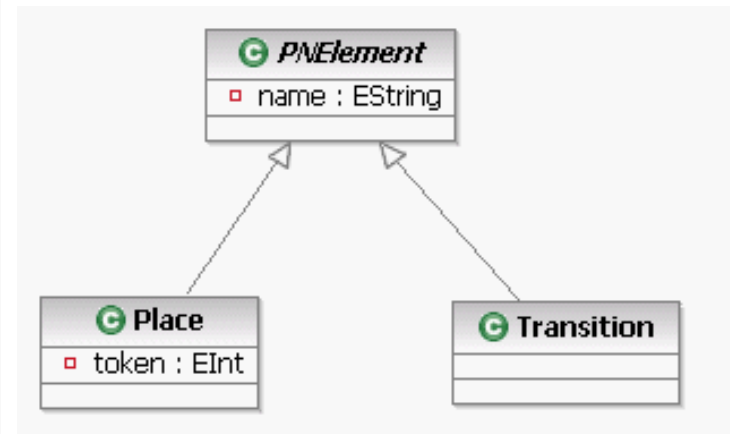 PNElement
name : EString
Place
token : EInt
Transition